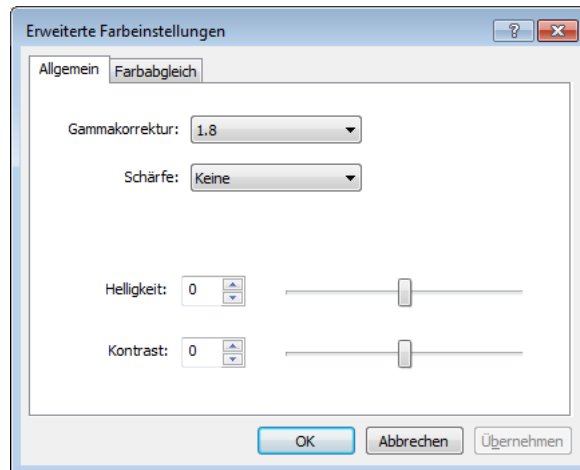 Erweiterte Farbeinstellungen
Allgemein Farbabgleich
Gammakorrektur: 1.8
Schärfe: Keine
Helligkeit: 0
Kontrast: 0
OK Abbrechen Übernehmen